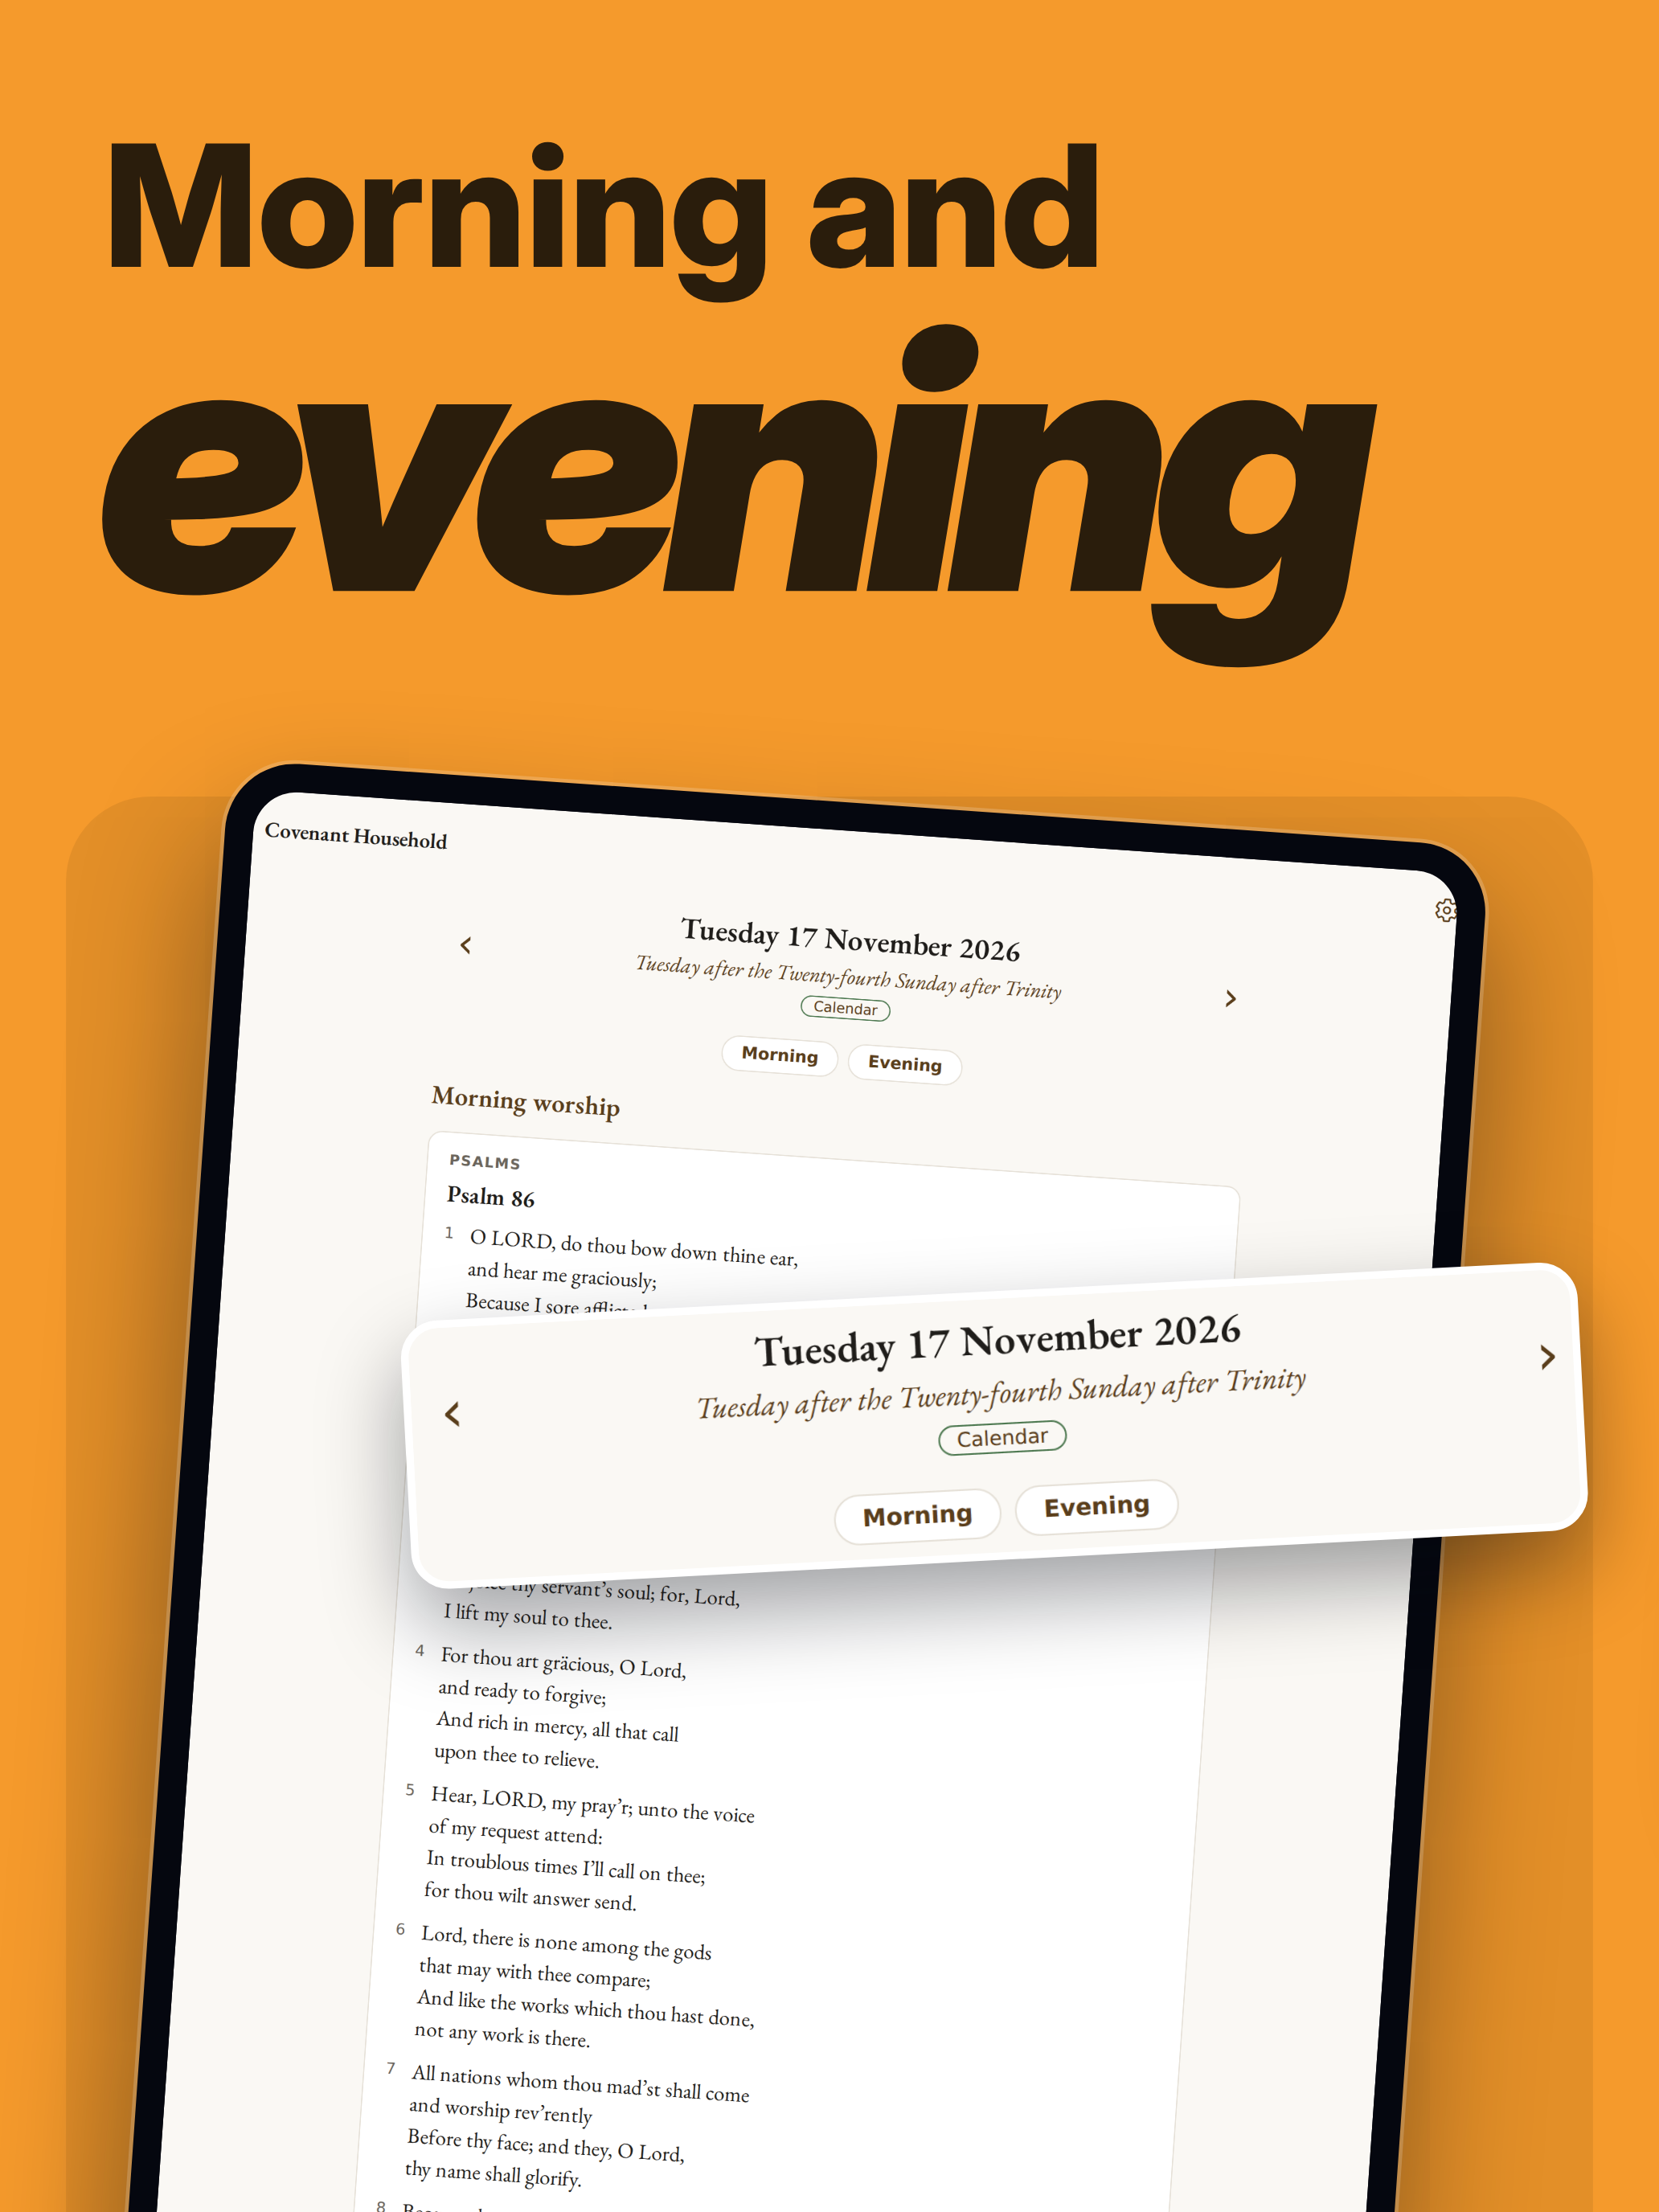 Morning and
evening
Covenant Household
Tuesday 17 November 2026
Tuesday after the Twenty-fourth Sunday after Trinity
Calendar
Morning Evening
Morning worship
PSALMS
Psalm 86
1 O LORD, do thou bow down thine ear,
and hear me graciously;
Because I sore
Tuesday 17 November 2026
Tuesday after the Twenty-fourth Sunday after Trinity
Calendar
Morning Evening
thy servant’s soul; for, Lord,
I lift my soul to thee.
4 For thou art gräcious, O Lord,
and ready to forgive;
And rich in mercy, all that call
upon thee to relieve.
5 Hear, LORD, my pray’r; unto the voice
of my request attend:
In troublous times I’ll call on thee;
for thou wilt answer send.
6 Lord, there is none among the gods
that may with thee compare;
And like the works which thou hast done,
not any work is there.
7 All nations whom thou mad’st shall come
and worship rev’rently
Before thy face; and they, O Lord,
thy name shall glorify.
8